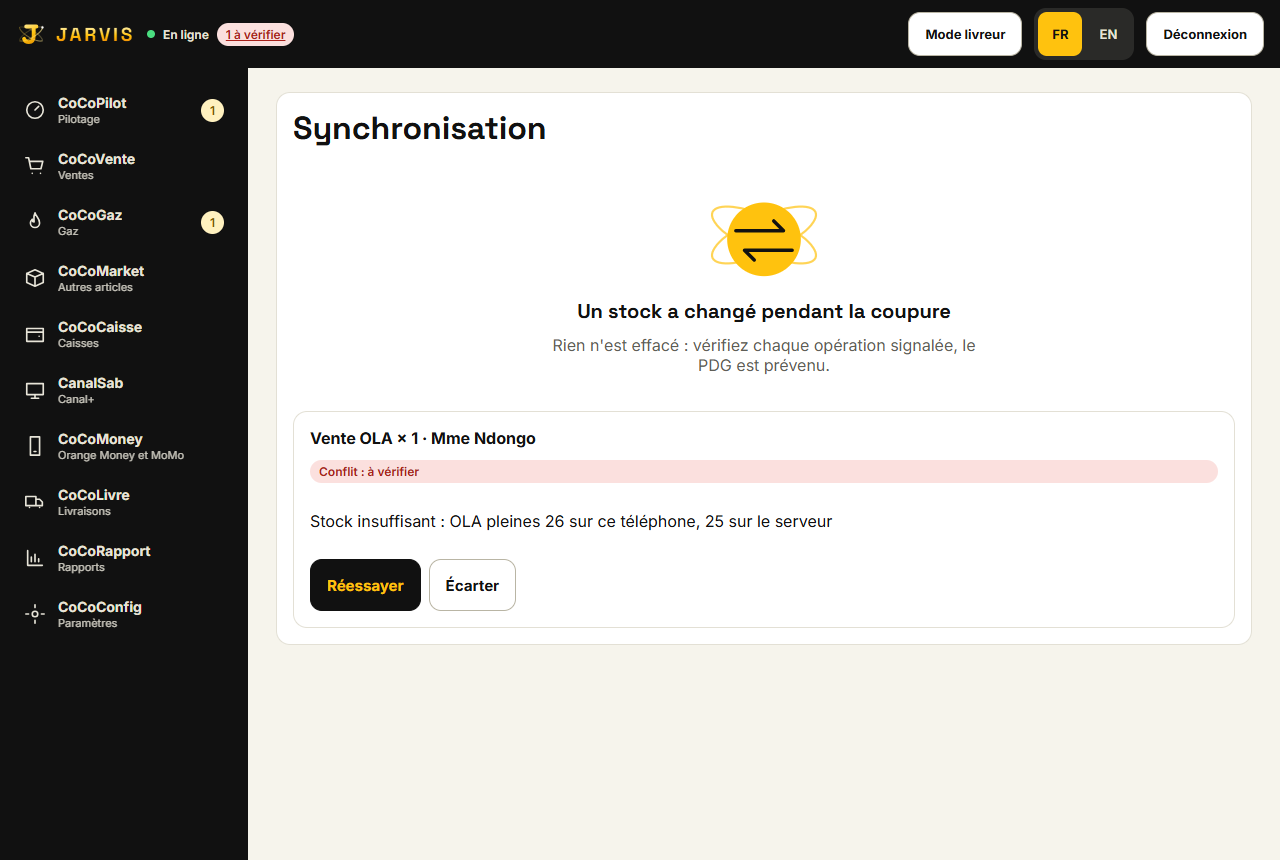 JARVIS
En ligne
1 à vérifier
Mode livreur
FR
EN
Déconnexion
CoCoPilot
Pilotage
1
CoCoVente
Ventes
CoCoGaz
Gaz
1
CoCoMarket
Autres articles
CoCoCaisse
Caisses
CanalSab
Canal+
CoCoMoney
Orange Money et MoMo
CoCoLivre
Livraisons
CoCoRapport
Rapports
CoCoConfig
Paramètres
Synchronisation
Un stock a changé pendant la coupure
Rien n'est effacé : vérifiez chaque opération signalée, le
PDG est prévenu.
Vente OLA × 1 · Mme Ndongo
Conflit : à vérifier
Stock insuffisant : OLA pleines 26 sur ce téléphone, 25 sur le serveur
Réessayer
Écarter